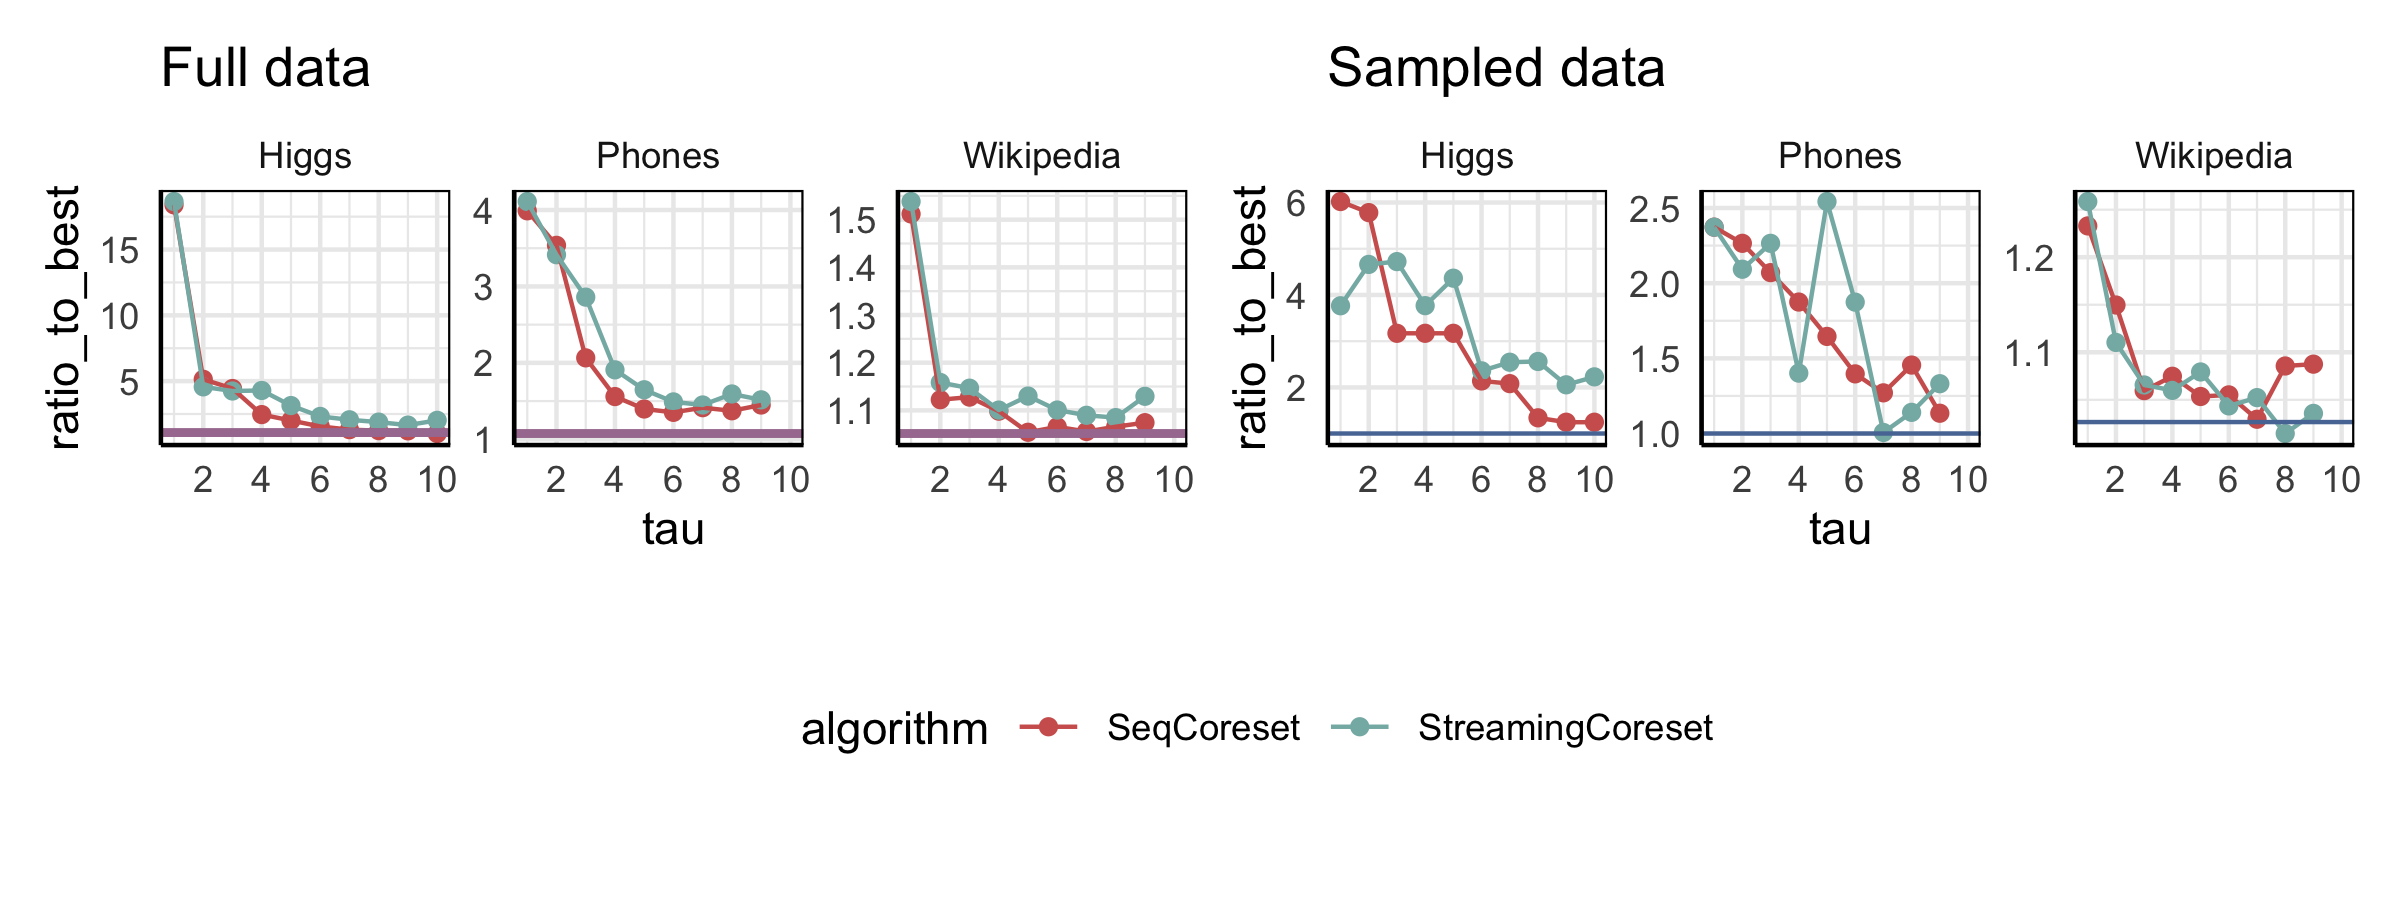 Full data
Sampled data
Higgs
Phones
Wikipedia
Higgs
Phones
Wikipedia
ratio_to_best
15
10
5
4
3
2
1
1.5
1.4
1.3
1.2
1.1
ratio_to_best
6
4
2
2.5
2.0
1.5
1.0
1.2
1.1
2 4 6 8 10
2 4 6 8 10
2 4 6 8 10
2 4 6 8 10
2 4 6 8 10
2 4 6 8 10
tau
tau
algorithm SeqCoreset StreamingCoreset